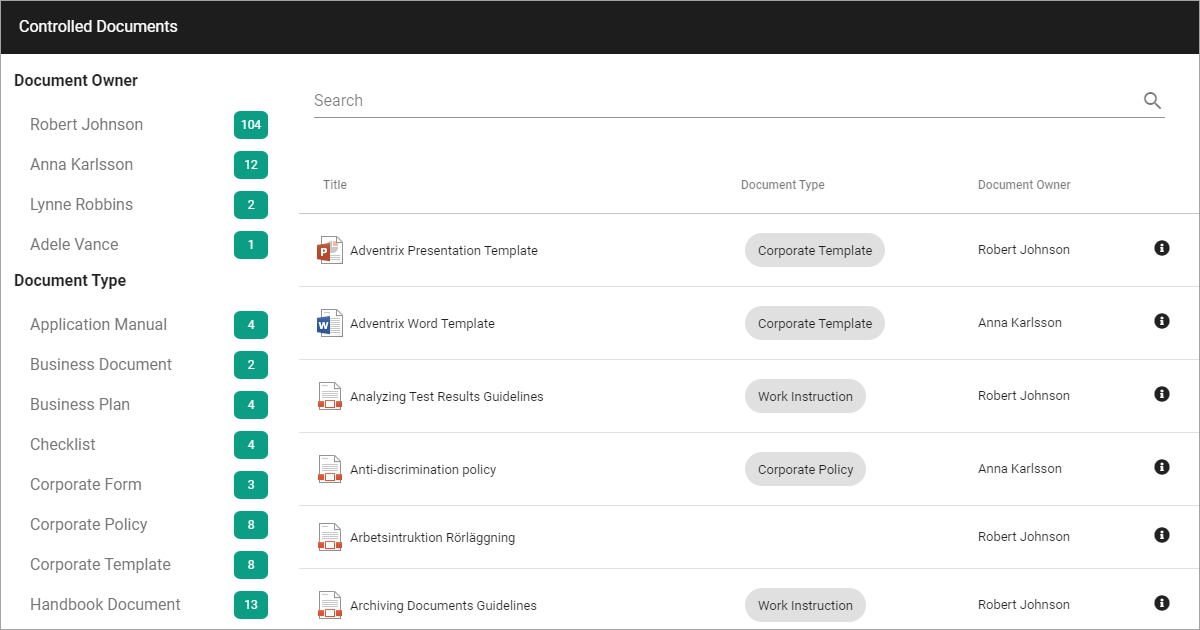 Controlled Documents
Document Owner
Robert Johnson 104
Anna Karlsson 12
Lynne Robbins 2
Adele Vance 1
Document Type
Application Manual 4
Business Document 2
Business Plan 4
Checklist 4
Corporate Form 3
Corporate Policy 8
Corporate Template 8
Handbook Document 13
Search
Title Document Type Document Owner
P Adventrix Presentation Template Corporate Template Robert Johnson
W Adventrix Word Template Corporate Template Anna Karlsson
Analyzing Test Results Guidelines Work Instruction Robert Johnson
Anti-discrimination policy Corporate Policy Anna Karlsson
Arbetsintruktion Rörläggning Robert Johnson
Archiving Documents Guidelines Work Instruction Robert Johnson